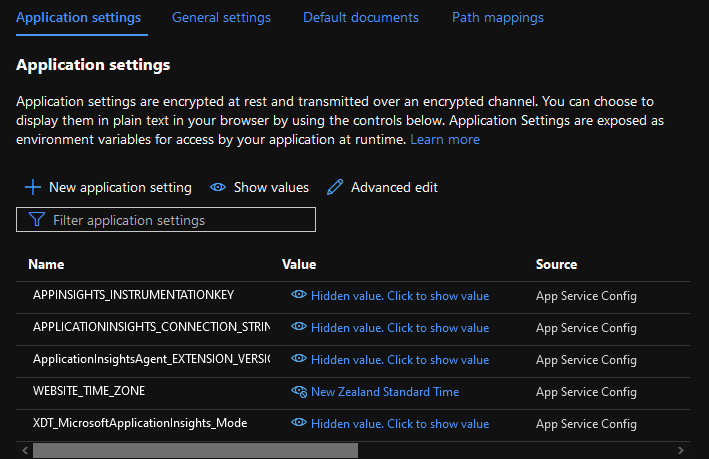 Application settings General settings Default documents Path mappings
Application settings
Application settings are encrypted at rest and transmitted over an encrypted channel. You can choose to
display them in plain text in your browser by using the controls below. Application Settings are exposed as
environment variables for access by your application at runtime. Learn more
New application setting Show values Advanced edit
Filter application settings
Name Value Source
APPINSIGHTS_INSTRUMENTATIONKEY Hidden value. Click to show value App Service Config
APPLICATIONINSIGHTS_CONNECTION_STRIN Hidden value. Click to show value App Service Config
ApplicationInsightsAgent_EXTENSION_VERSIO Hidden value. Click to show value App Service Config
WEBSITE_TIME_ZONE New Zealand Standard Time App Service Config
XDT_MicrosoftApplicationInsights_Mode Hidden value. Click to show value App Service Config